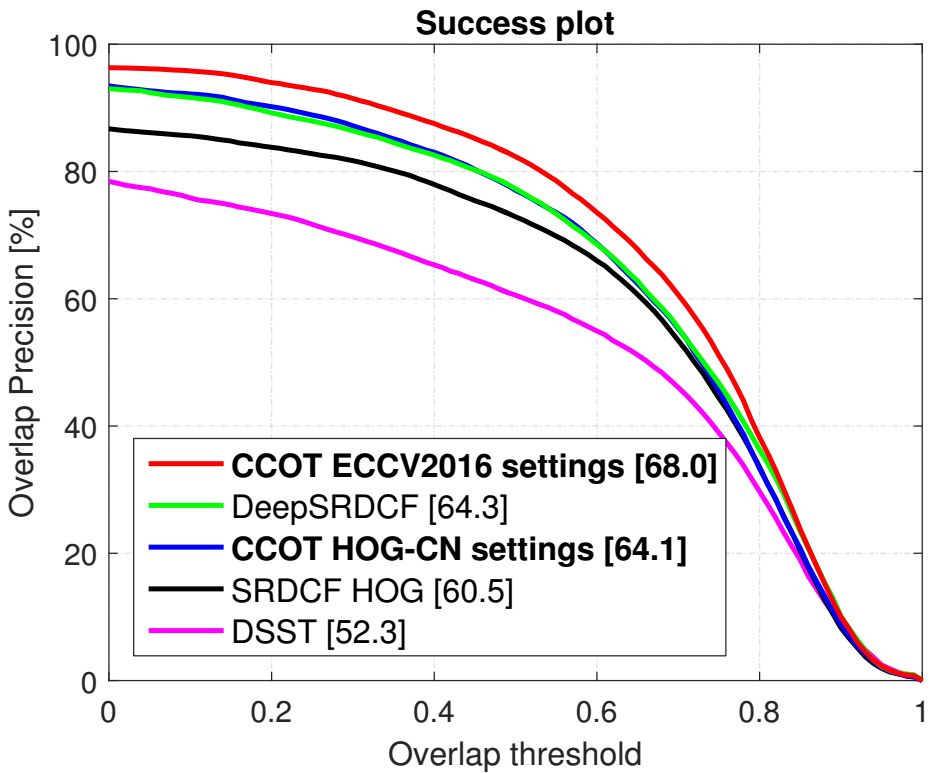 Success plot
Overlap Precision [%]
100
80
60
40
20
0
CCOT ECCV2016 settings [68.0]
DeepSRDCF [64.3]
CCOT HOG-CN settings [64.1]
SRDCF HOG [60.5]
DSST [52.3]
0 0.2 0.4 0.6 0.8 1
Overlap threshold